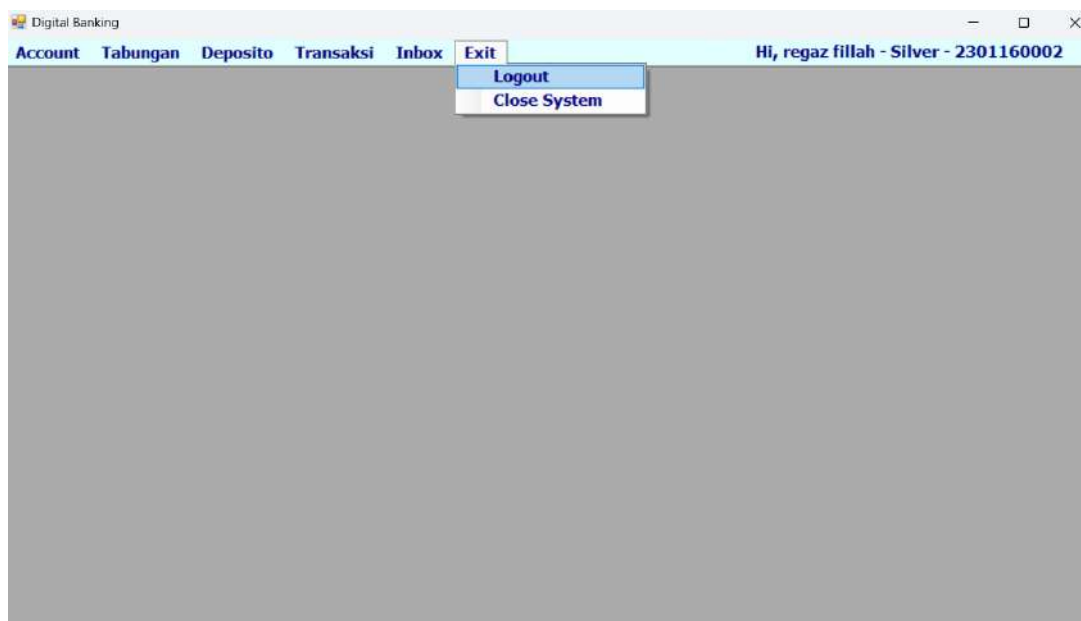 Digital Banking
Account Tabungan Deposito Transaksi Inbox Exit Hi, regaz fillah - Silver - 2301160002
Logout
Close System